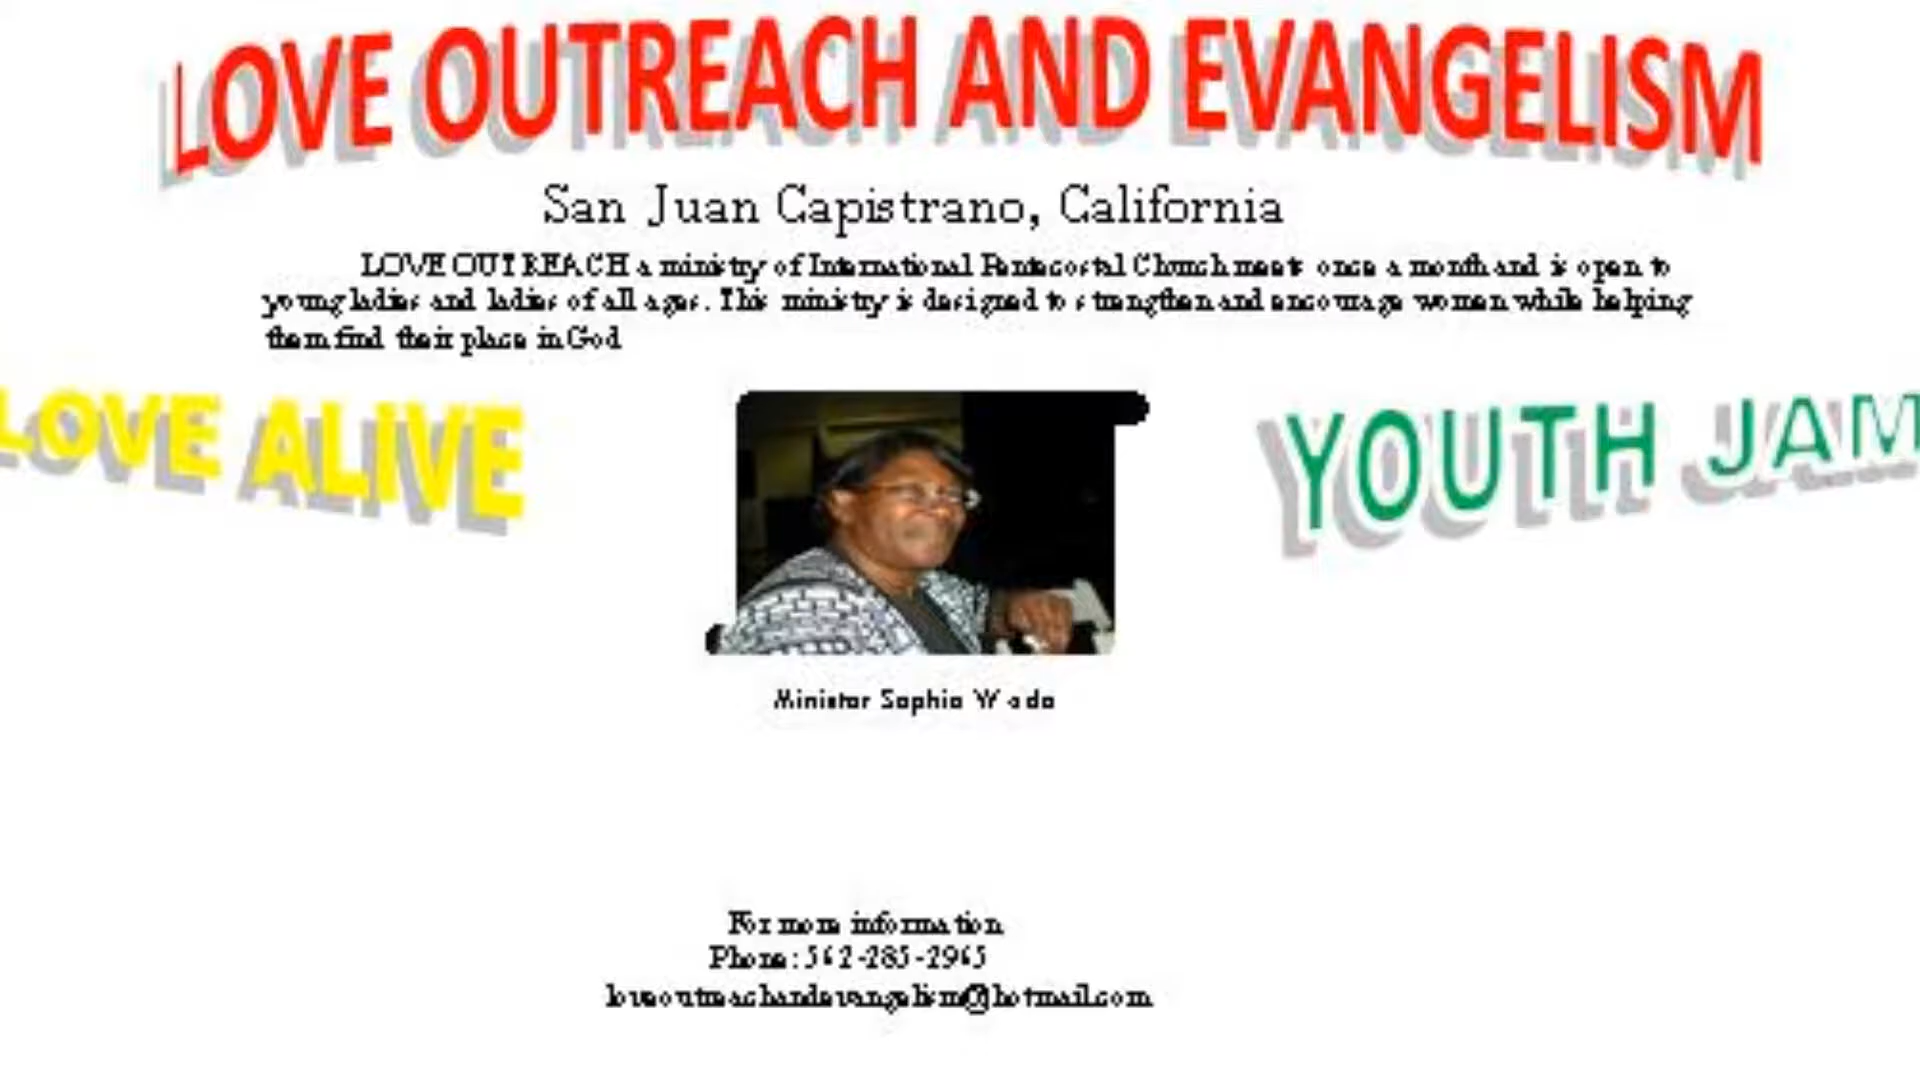 LOVE OUTREACH AND EVANGELISM
San Juan Capistrano, California
LOVE OUTREACH a ministry of International Pentecostal Church meets once a month and is open to
young ladies and ladies of all ages. This ministry is designed to strengthen and encourage women while helping
them find their place in God
LOVE ALIVE
YOUTH JAM
Minister Sophia Wade
For more information
Phone: 562-285-2965
loveoutreachandevangelism@hotmail.com